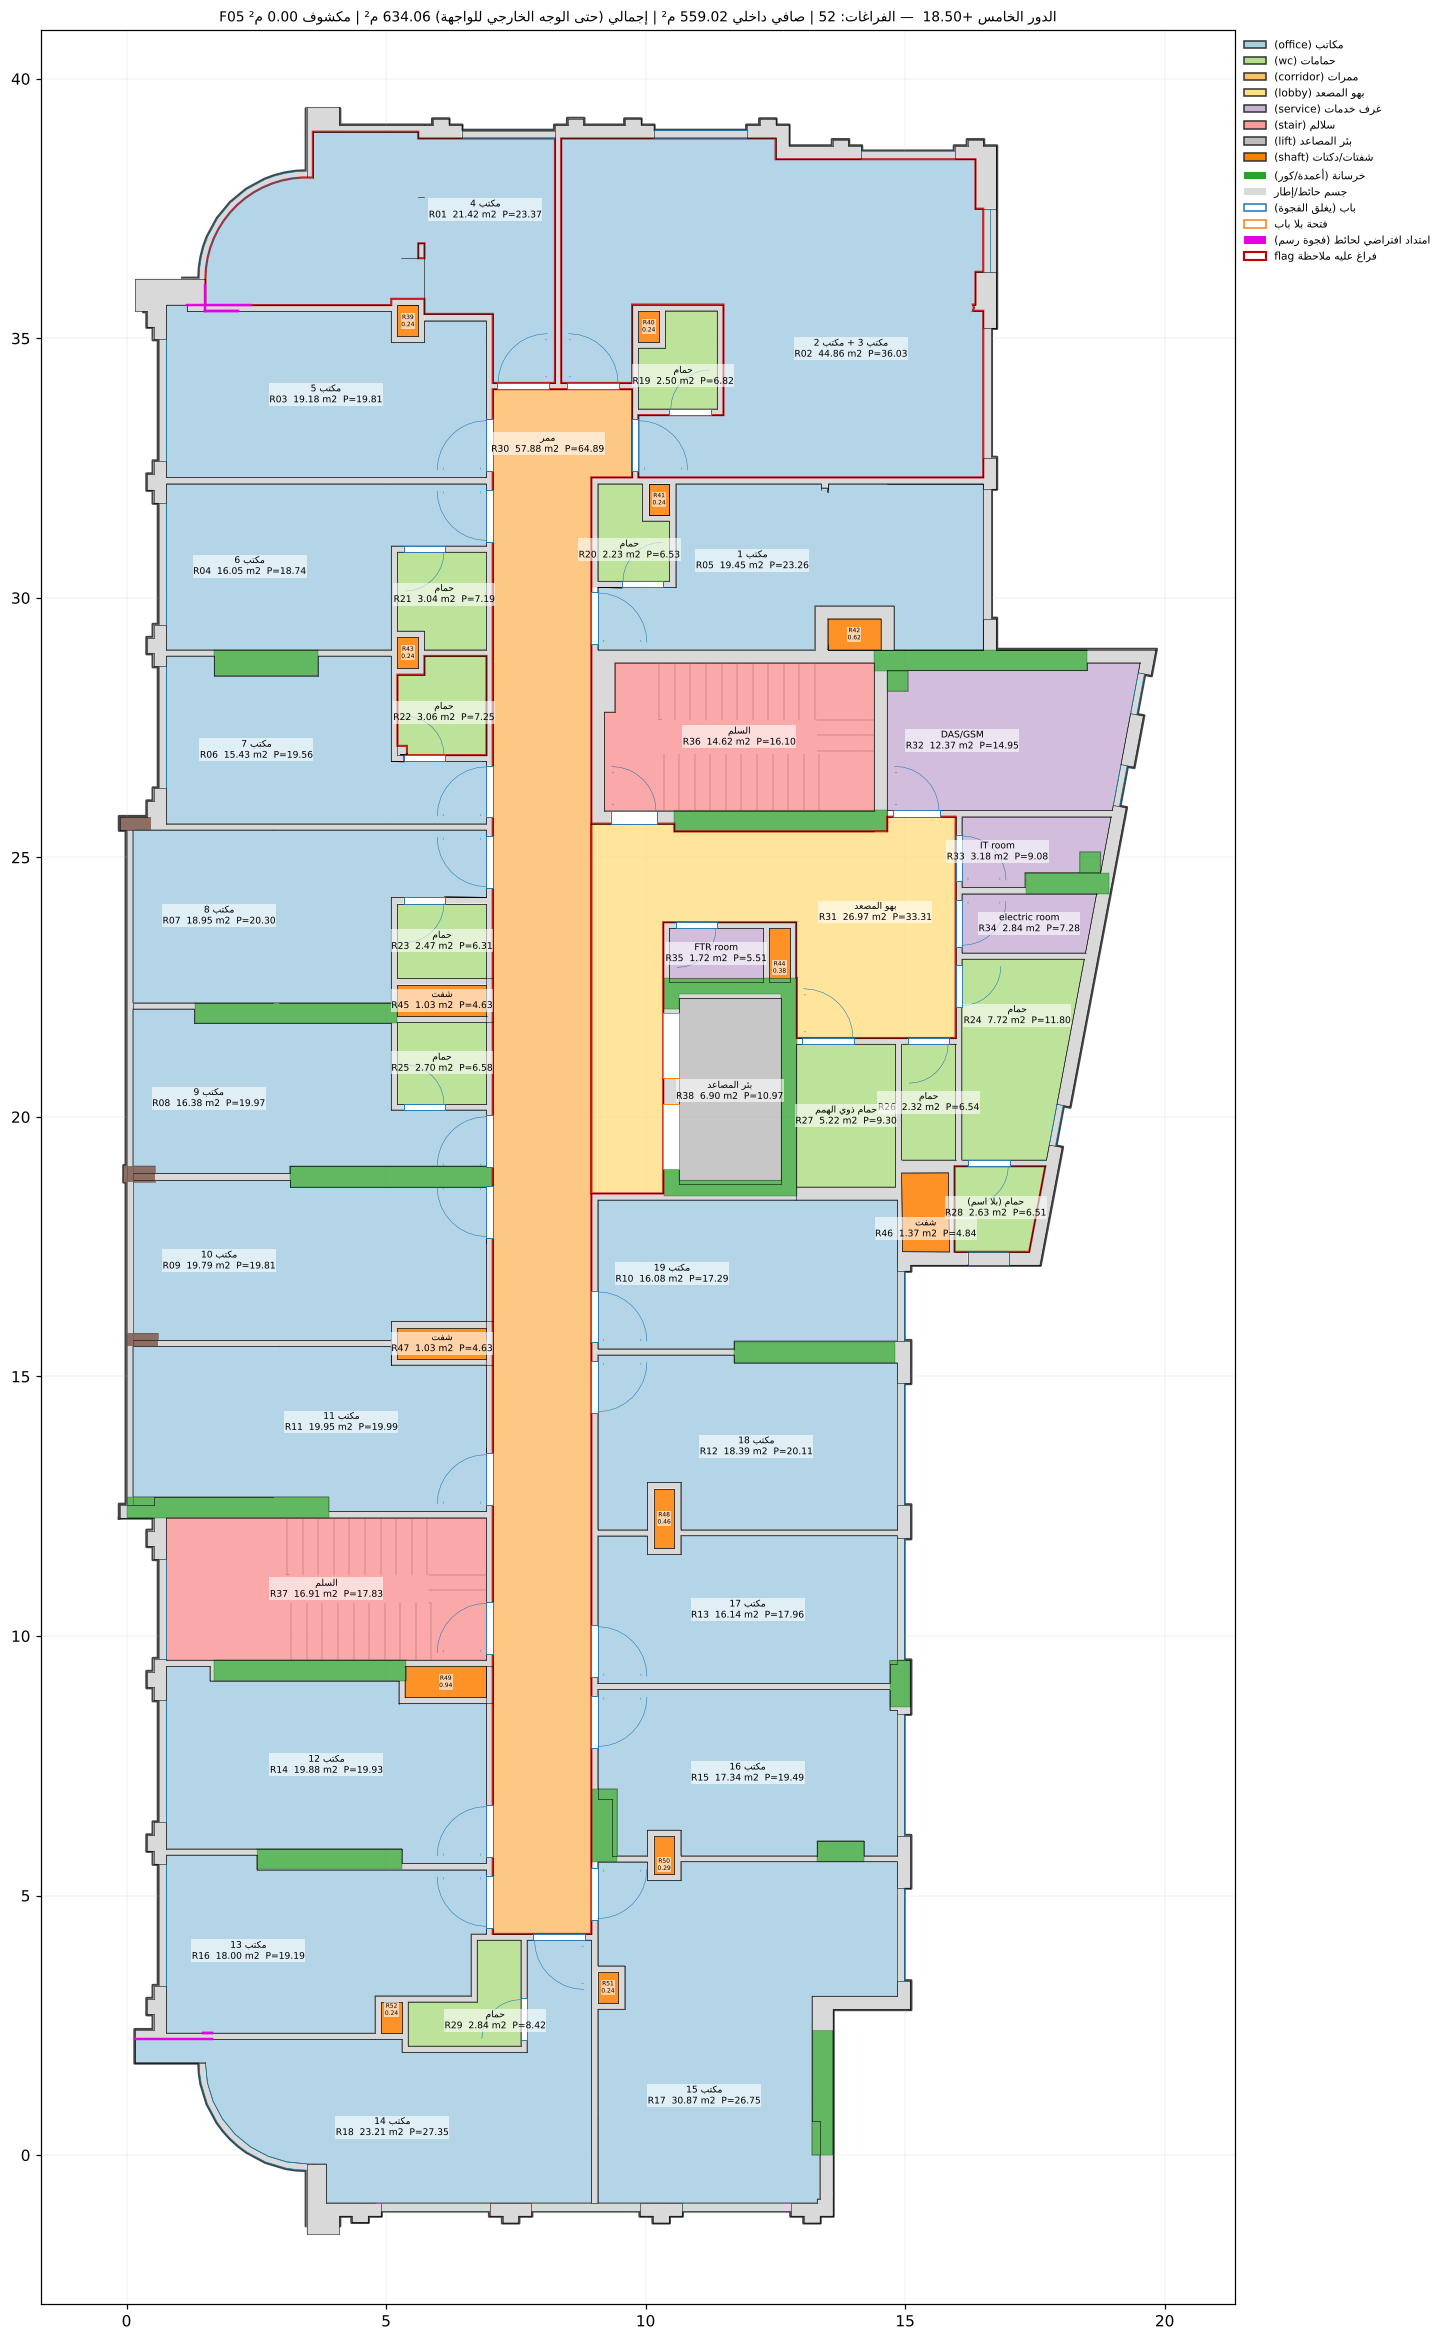 F05 الدور الخامس +18.50 — الفراغات: 52 | صافي داخلي 559.02 م² | إجمالي (حتى الوجه الخارجي للواجهة) 634.06 م² | مكشوف 0.00 م²
مكاتب (office)
حمامات (wc)
ممرات (corridor)
بهو المصعد (lobby)
غرف خدمات (service)
سلالم (stair)
بئر المصاعد (lift)
شفتات/دكتات (shaft)
خرسانة (أعمدة/كور)
جسم حائط/إطار
باب (يغلق الفجوة)
فتحة بلا باب
امتداد افتراضي لحائط (فجوة رسم)
فراغ عليه ملاحظة flag
40
35
30
25
20
15
10
5
0
مكتب 4
R01 21.42 m2 P=23.37
R39
0.24
R40
0.24
حمام
R19 2.50 m2 P=6.82
مكتب 3 + مكتب 2
R02 44.86 m2 P=36.03
مكتب 5
R03 19.18 m2 P=19.81
ممر
R30 57.88 m2 P=64.89
R41
0.24
حمام
R20 2.23 m2 P=6.53
مكتب 1
R05 19.45 m2 P=23.26
مكتب 6
R04 16.05 m2 P=18.74
حمام
R21 3.04 m2 P=7.19
R42
0.62
R43
0.24
حمام
R22 3.06 m2 P=7.25
السلم
R36 14.62 m2 P=16.10
DAS/GSM
R32 12.37 m2 P=14.95
مكتب 7
R06 15.43 m2 P=19.56
IT room
R33 3.18 m2 P=9.08
مكتب 8
R07 18.95 m2 P=20.30
حمام
R23 2.47 m2 P=6.31
بهو المصعد
R31 26.97 m2 P=33.31
electric room
R34 2.84 m2 P=7.28
FTR room
R35 1.72 m2 P=5.51
R44
0.38
شفت
R45 1.03 m2 P=4.63
حمام
R24 7.72 m2 P=11.80
حمام
R25 2.70 m2 P=6.58
مكتب 9
R08 16.38 m2 P=19.97
بئر المصاعد
R38 6.90 m2 P=10.97
حمام ذوي الهمم
R27 5.22 m2 P=9.30
حمام
R26 2.32 m2 P=6.54
حمام (بلا اسم)
R28 2.63 m2 P=6.51
شفت
R46 1.37 m2 P=4.84
مكتب 10
R09 19.79 m2 P=19.81
مكتب 19
R10 16.08 m2 P=17.29
شفت
R47 1.03 m2 P=4.63
مكتب 11
R11 19.95 m2 P=19.99
مكتب 18
R12 18.39 m2 P=20.11
R48
0.46
السلم
R37 16.91 m2 P=17.83
مكتب 17
R13 16.14 m2 P=17.96
R49
0.94
مكتب 12
R14 19.88 m2 P=19.93
مكتب 16
R15 17.34 m2 P=19.49
R50
0.29
مكتب 13
R16 18.00 m2 P=19.19
R51
0.24
R52
0.24
حمام
R29 2.84 m2 P=8.42
مكتب 15
R17 30.87 m2 P=26.75
مكتب 14
R18 23.21 m2 P=27.35
0 5 10 15 20